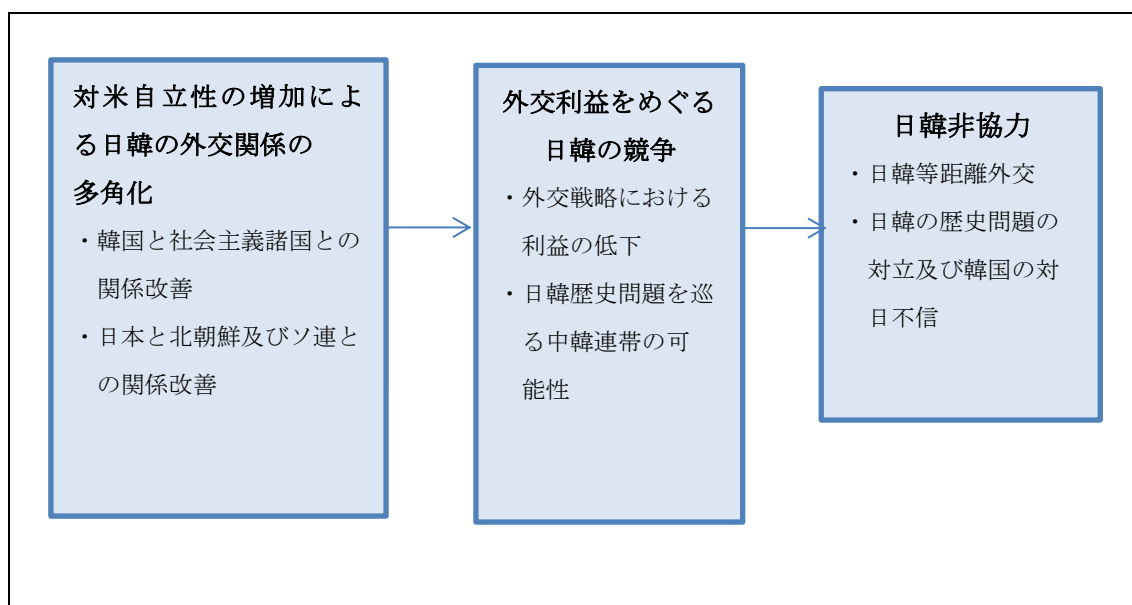 対米自立性の増加によ
る日韓の外交関係の
多角化
・韓国と社会主義諸国との
関係改善
・日本と北朝鮮及びソ連と
の関係改善
外交利益をめぐる
日韓の競争
・外交戦略における
利益の低下
・日韓歴史問題を巡
る中韓連帯の可
能性
日韓非協力
・日韓等距離外交
・日韓の歴史問題の
対立及び韓国の対
日不信